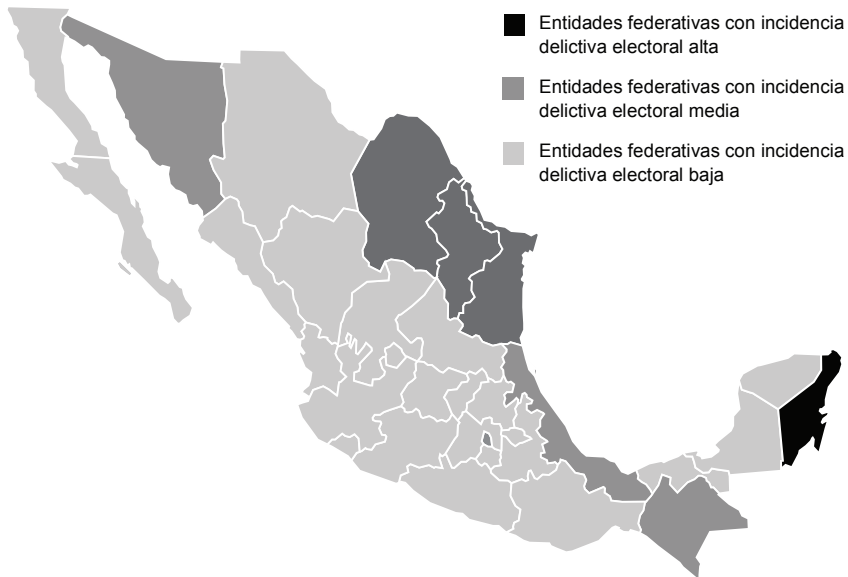 Entidades federativas con incidencia
delictiva electoral alta
Entidades federativas con incidencia
delictiva electoral media
Entidades federativas con incidencia
delictiva electoral baja